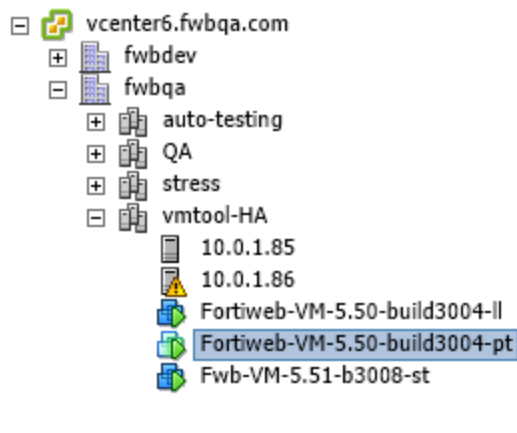 vcenter6.fwbqa.com
fwbdev
fwbqa
auto-testing
QA
stress
vmtool-HA
10.0.1.85
10.0.1.86
Fortiweb-VM-5.50-build3004-ll
Fortiweb-VM-5.50-build3004-pt
Fwb-VM-5.51-b3008-st